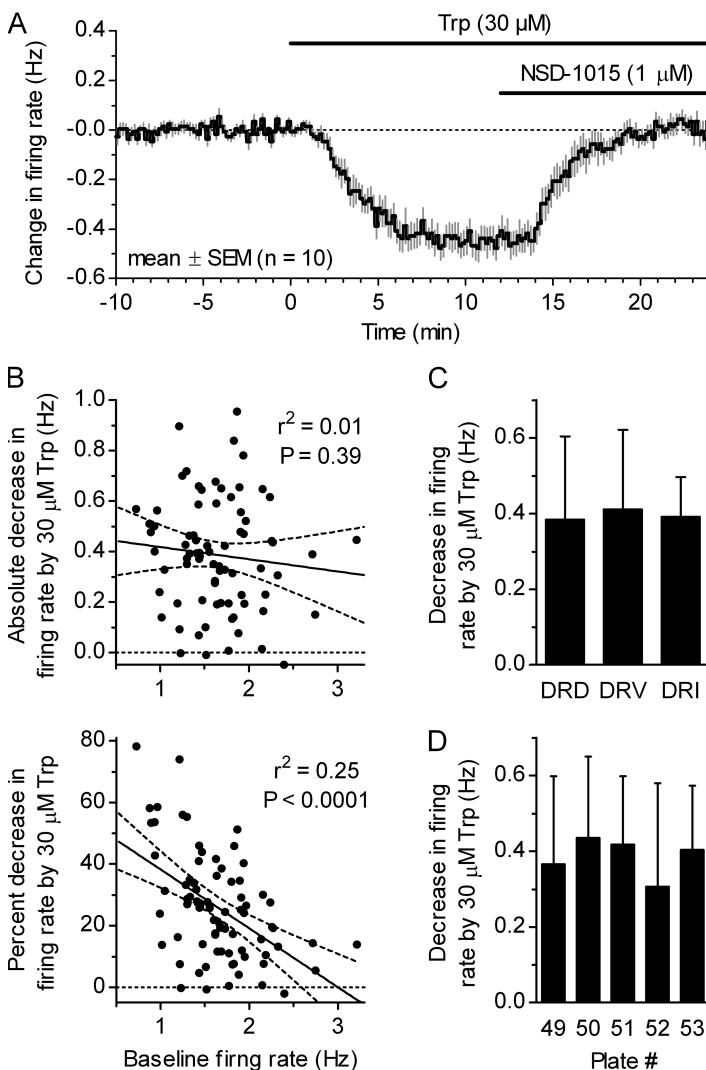 A
Trp (30 µM)
NSD-1015 (1 µM)
Change in firing rate (Hz)
0.4
0.2
-0.0
-0.2
-0.4
-0.6
mean ± SEM (n = 10)
-10
-5
0
5
10
15
20
Time (min)
B
Absolute decrease in
firing rate by 30 µM Trp (Hz)
1.0
0.8
0.6
0.4
0.2
0.0
r² = 0.01
P = 0.39
1
2
3
Percent decrease in
firing rate by 30 µM Trp
80
60
40
20
0
r² = 0.25
P < 0.0001
1
2
3
Baseline firng rate (Hz)
C
Decrease in firing
rate by 30 µM Trp (Hz)
0.6
0.4
0.2
0.0
DRD
DRV
DRI
D
Decrease in firing
rate by 30 µM Trp (Hz)
0.6
0.4
0.2
0.0
49
50
51
52
53
Plate #